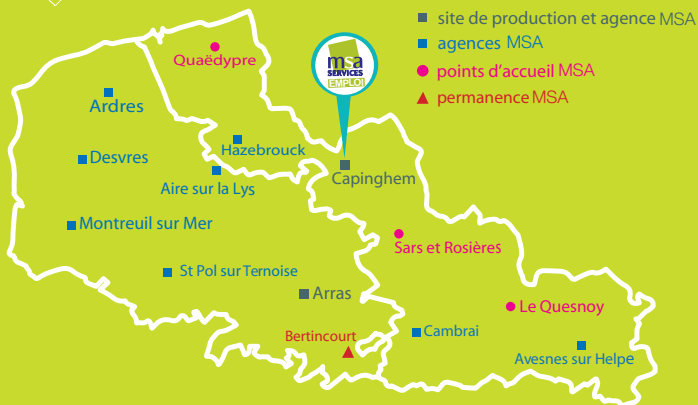 site de production et agence MSA
agences MSA
points d'accueil MSA
permanence MSA
msa
SERVICES
EMPLOI
Quaëdypre
Ardres
Hazebrouck
Desvres
Capinghem
Aire sur la Lys
Montreuil sur Mer
Sars et Rosières
St Pol sur Ternoise
Arras
Le Quesnoy
Bertincourt
Cambrai
Avesnes sur Helpe